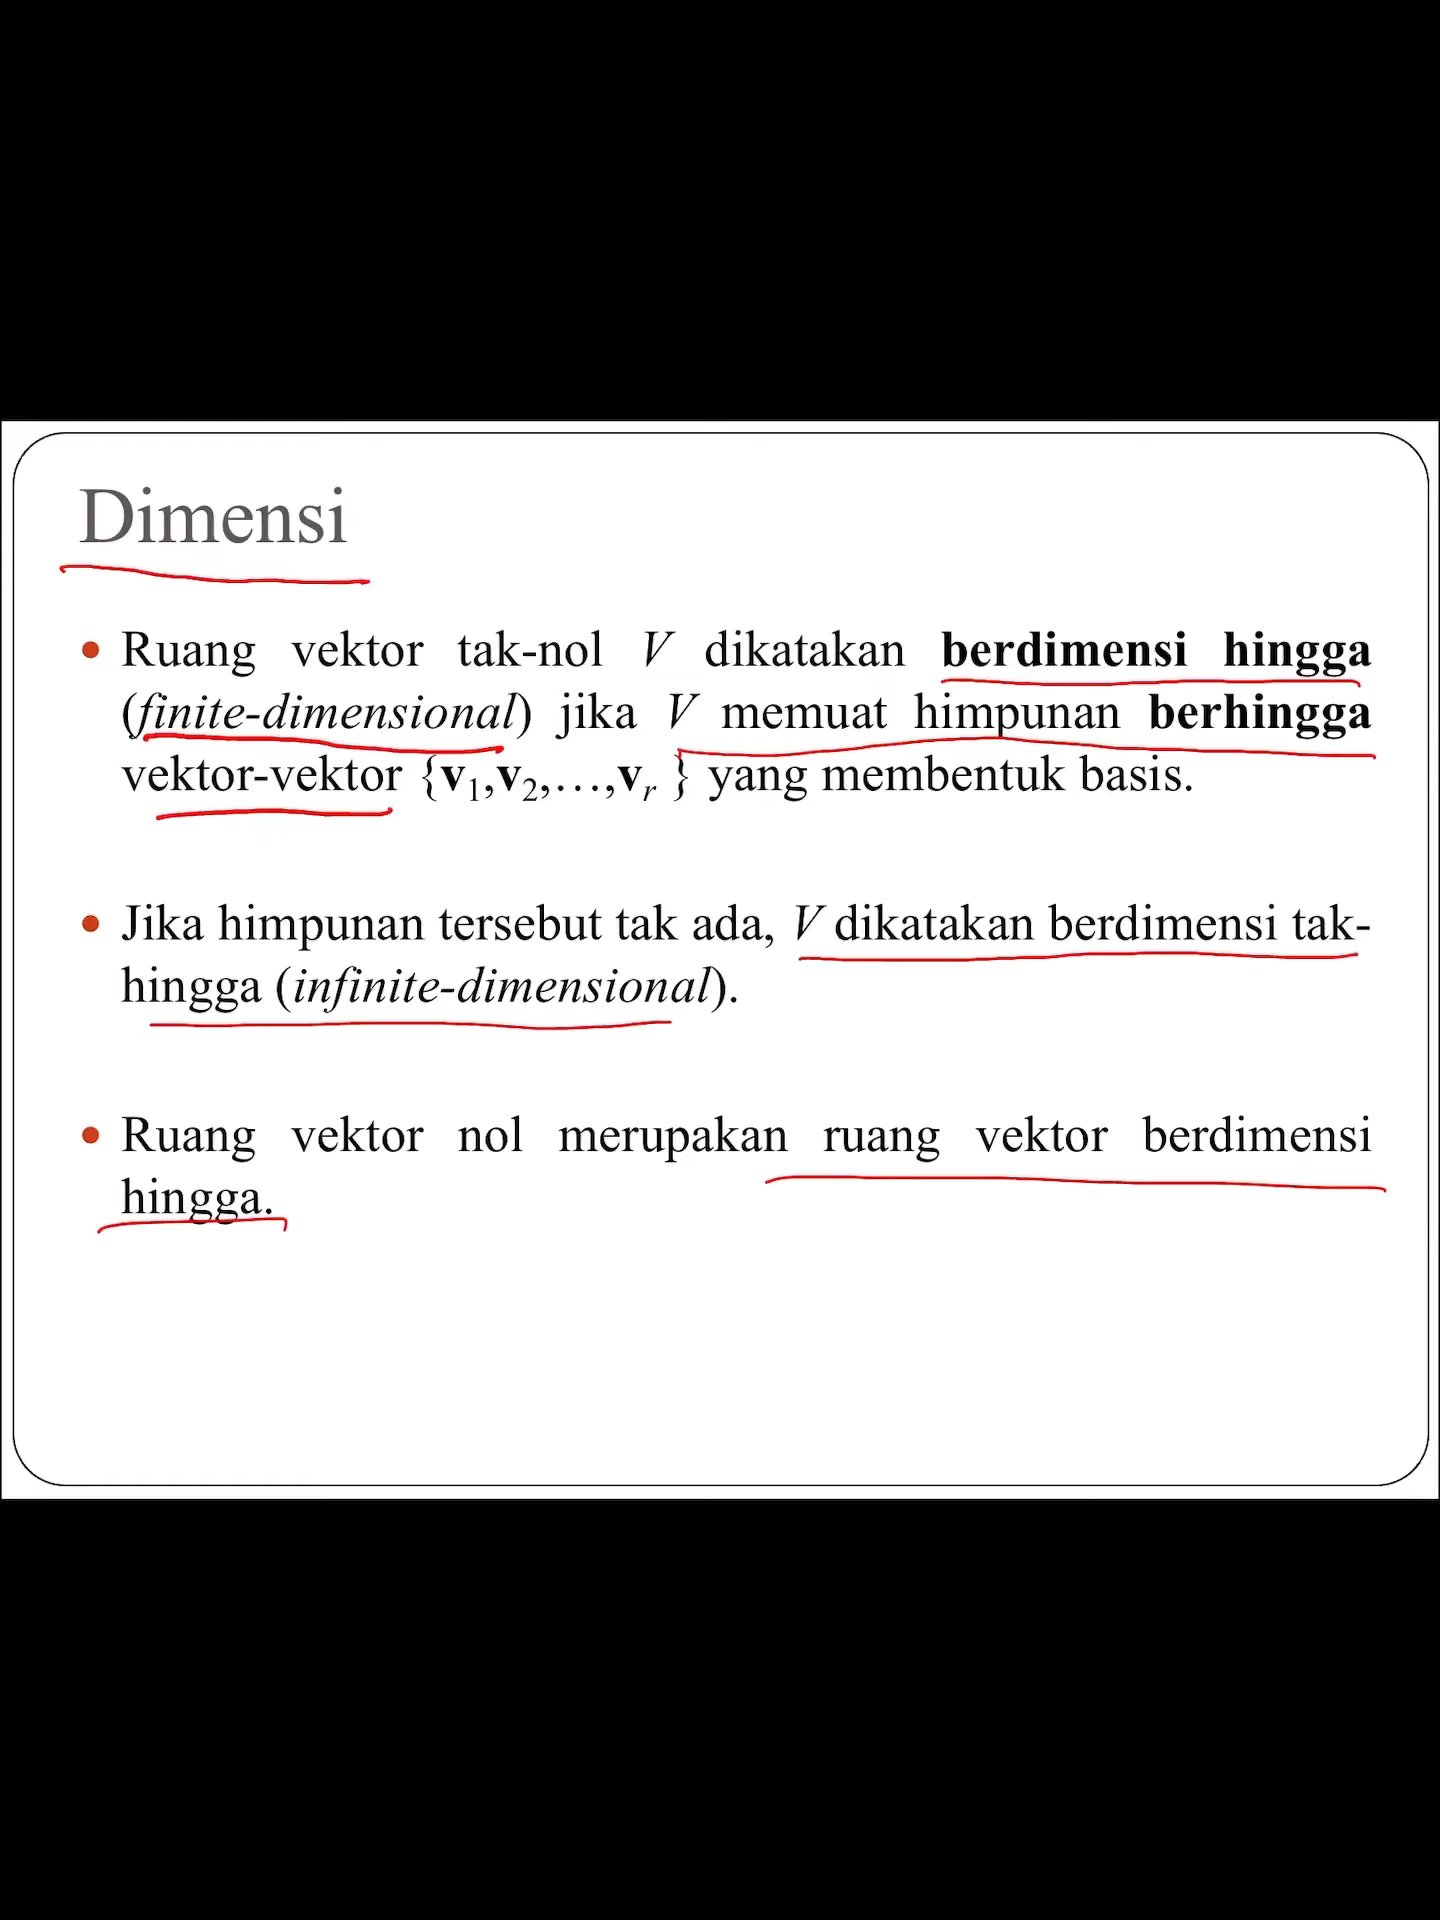 Dimensi
• Ruang vektor tak-nol V dikatakan berdimensi hingga
(finite-dimensional) jika V memuat himpunan berhingga
vektor-vektor {v₁,v₂,…,vᵣ } yang membentuk basis.
• Jika himpunan tersebut tak ada, V dikatakan berdimensi tak-
hingga (infinite-dimensional).
• Ruang vektor nol merupakan ruang vektor berdimensi
hingga.